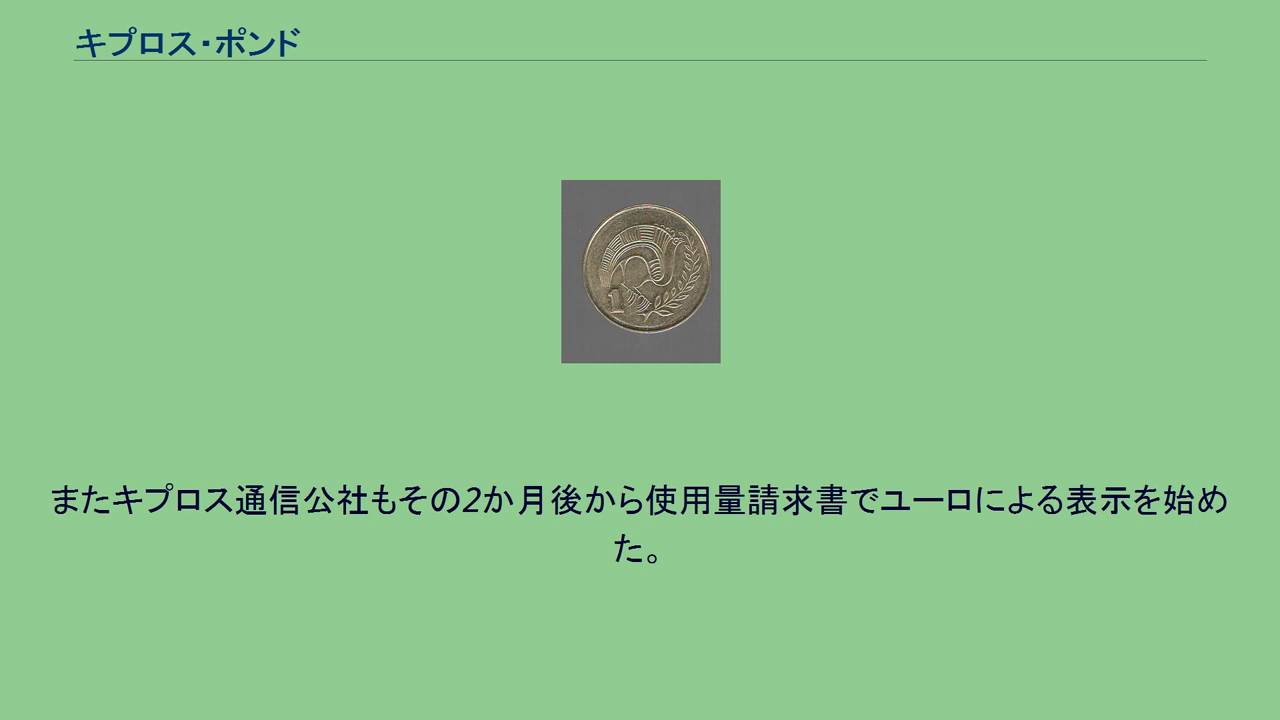 キプロス・ポンド
1
またキプロス通信公社もその2か月後から使用量請求書でユーロによる表示を始め
た。